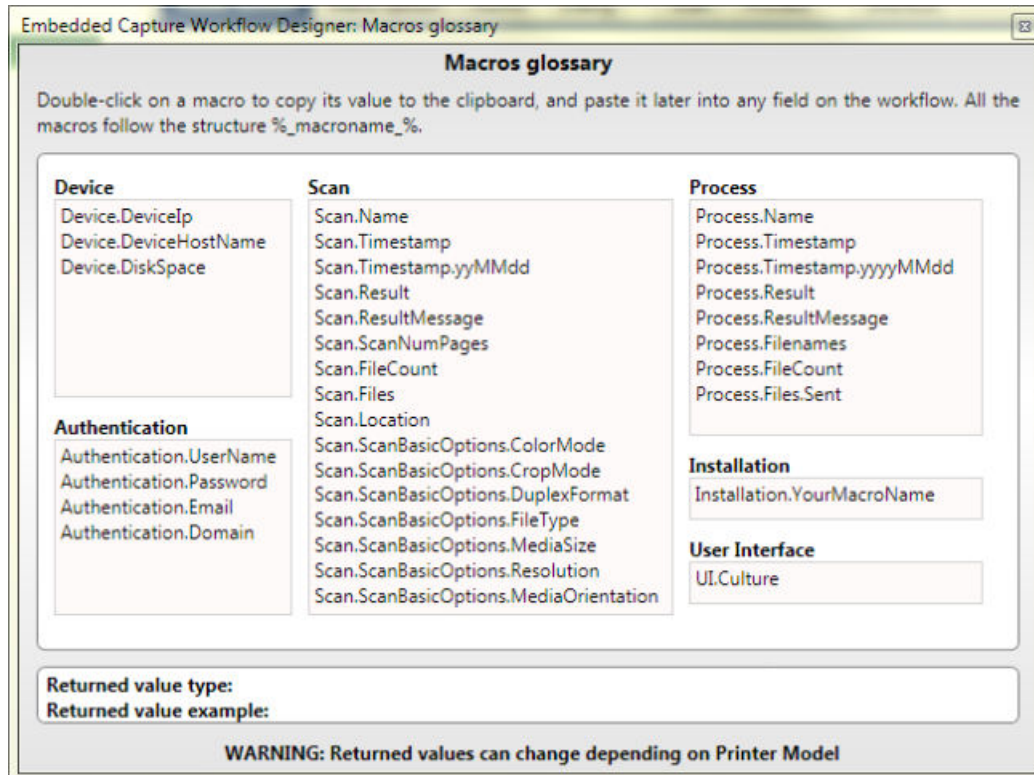 Embedded Capture Workflow Designer: Macros glossary
Macros glossary
Double-click on a macro to copy its value to the clipboard, and paste it later into any field on the workflow. All the
macros follow the structure %_macroname_%.
Device
Device.DeviceIp
Device.DeviceHostName
Device.DiskSpace
Authentication
Authentication.UserName
Authentication.Password
Authentication.Email
Authentication.Domain
Scan
Scan.Name
Scan.Timestamp
Scan.Timestamp.yyMMdd
Scan.Result
Scan.ResultMessage
Scan.ScanNumPages
Scan.FileCount
Scan.Files
Scan.Location
Scan.ScanBasicOptions.ColorMode
Scan.ScanBasicOptions.CropMode
Scan.ScanBasicOptions.DuplexFormat
Scan.ScanBasicOptions.FileType
Scan.ScanBasicOptions.MediaSize
Scan.ScanBasicOptions.Resolution
Scan.ScanBasicOptions.MediaOrientation
Process
Process.Name
Process.Timestamp
Process.Timestamp.yyyyMMdd
Process.Result
Process.ResultMessage
Process.Filenames
Process.FileCount
Process.Files.Sent
Installation
Installation.YourMacroName
User Interface
UI.Culture
Returned value type:
Returned value example:
WARNING: Returned values can change depending on Printer Model